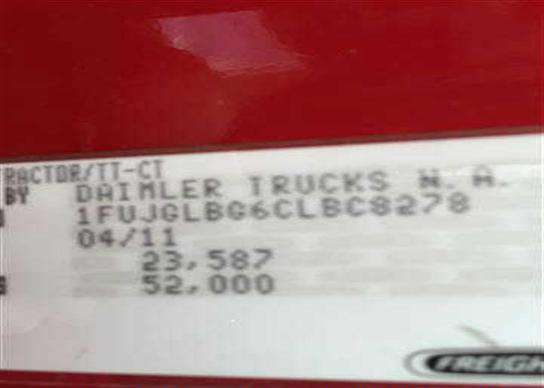 RACTOR/TT-CT
BY DAIMLER TRUCKS N. A.
1FUJGLBG6CLBC8278
04/11
23,587
52,000
FREIGH